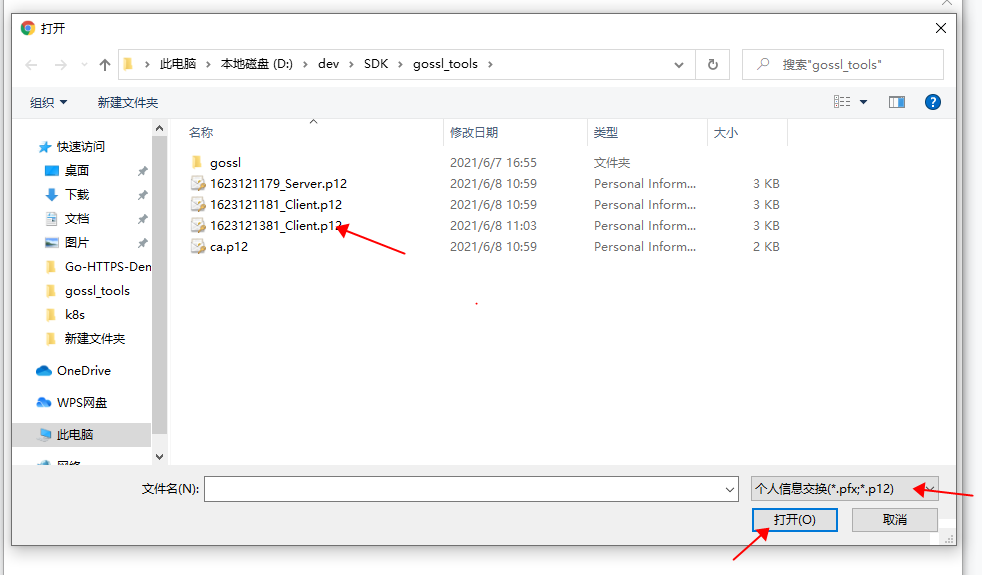 打开
此电脑 本地磁盘 (D:) dev SDK gossl_tools 搜索"gossl_tools"
组织 新建文件夹
名称 修改日期 类型 大小
gossl 2021/6/7 16:55 文件夹
1623121179_Server.p12 2021/6/8 10:59 Personal Inform... 3 KB
1623121181_Client.p12 2021/6/8 10:59 Personal Inform... 3 KB
1623121381_Client.p12 2021/6/8 11:03 Personal Inform... 3 KB
ca.p12 2021/6/8 10:59 Personal Inform... 2 KB
快速访问
桌面
下载
文档
图片
Go-HTTPS-Den
gossl_tools
k8s
新建文件夹
OneDrive
WPS网盘
此电脑
网络
文件名(N): 个人信息交换(*.pfx;*.p12)
打开(O) 取消